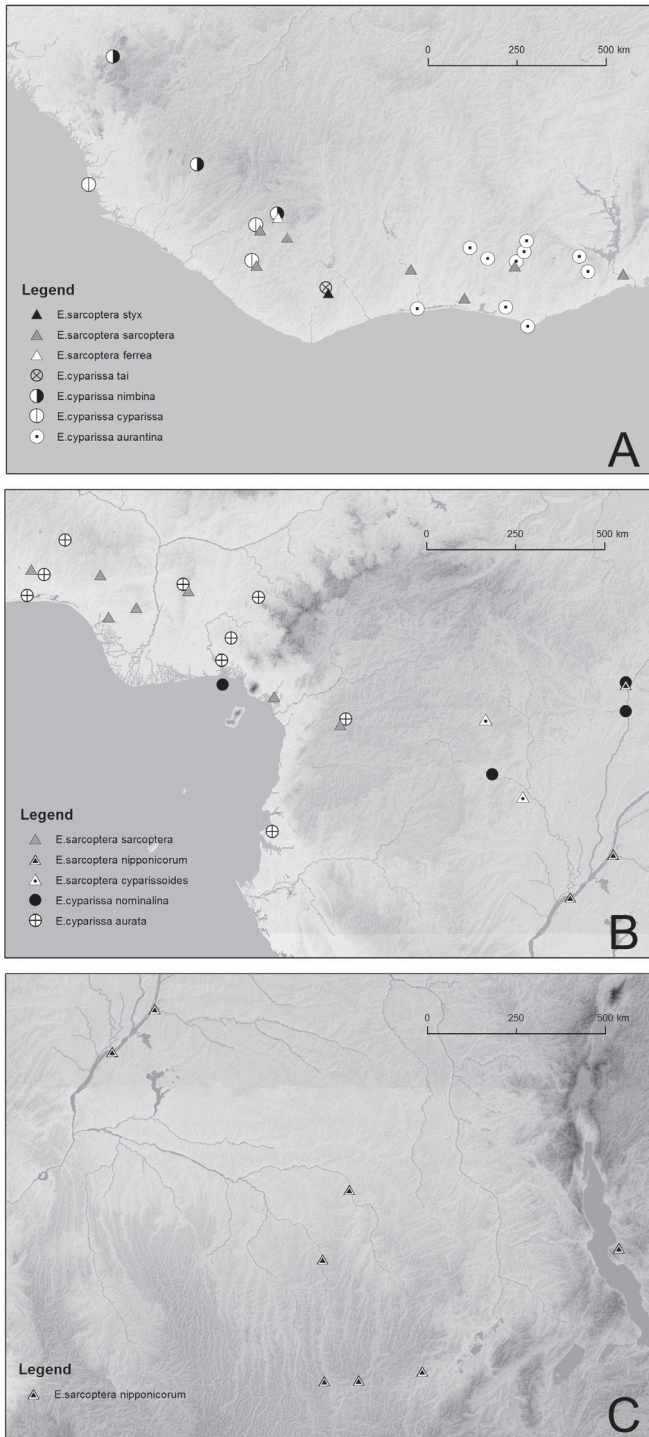 0 250 500 km
Legend
E.sarcoptera styx
E.sarcoptera sarcoptera
E.sarcoptera ferrea
E.cyparissa tai
E.cyparissa nimbina
E.cyparissa cyparissa
E.cyparissa aurantina
A
0 250 500 km
Legend
E.sarcoptera sarcoptera
E.sarcoptera nipponicorum
E.sarcoptera cyparissoides
E.cyparissa nominalina
E.cyparissa aurata
B
0 250 500 km
Legend
E.sarcoptera nipponicorum
C